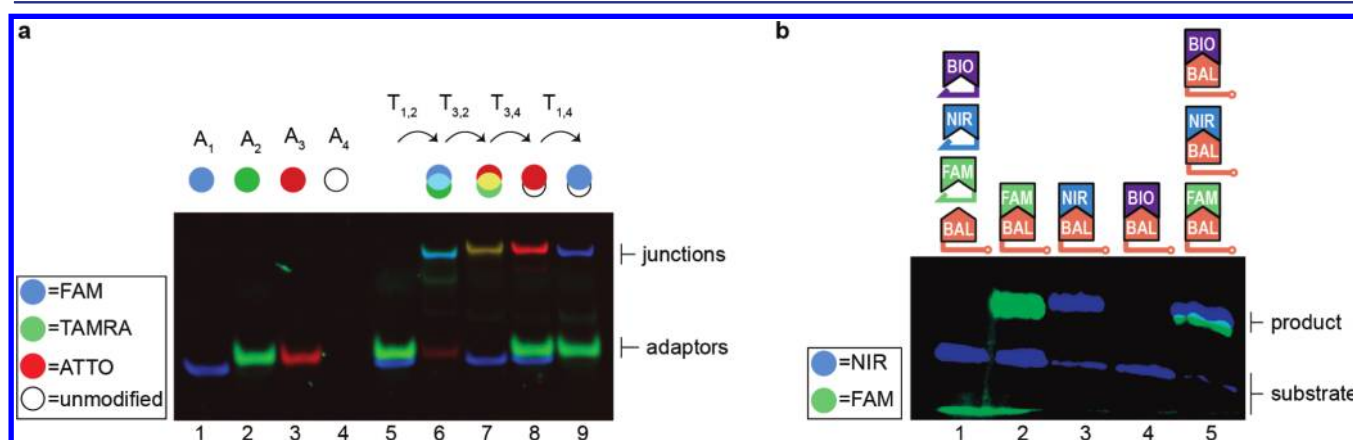 a
T1,2 T3,2 T3,4 T1,4
A1 A2 A3 A4
junctions
adaptors
=FAM
=TAMRA
=ATTO
=unmodified
1 2 3 4 5 6 7 8 9
b
BIO BIO
BAL
NIR NIR
BAL
FAM FAM NIR BIO FAM
BAL BAL BAL BAL BAL
product
substrate
=NIR
=FAM
1 2 3 4 5